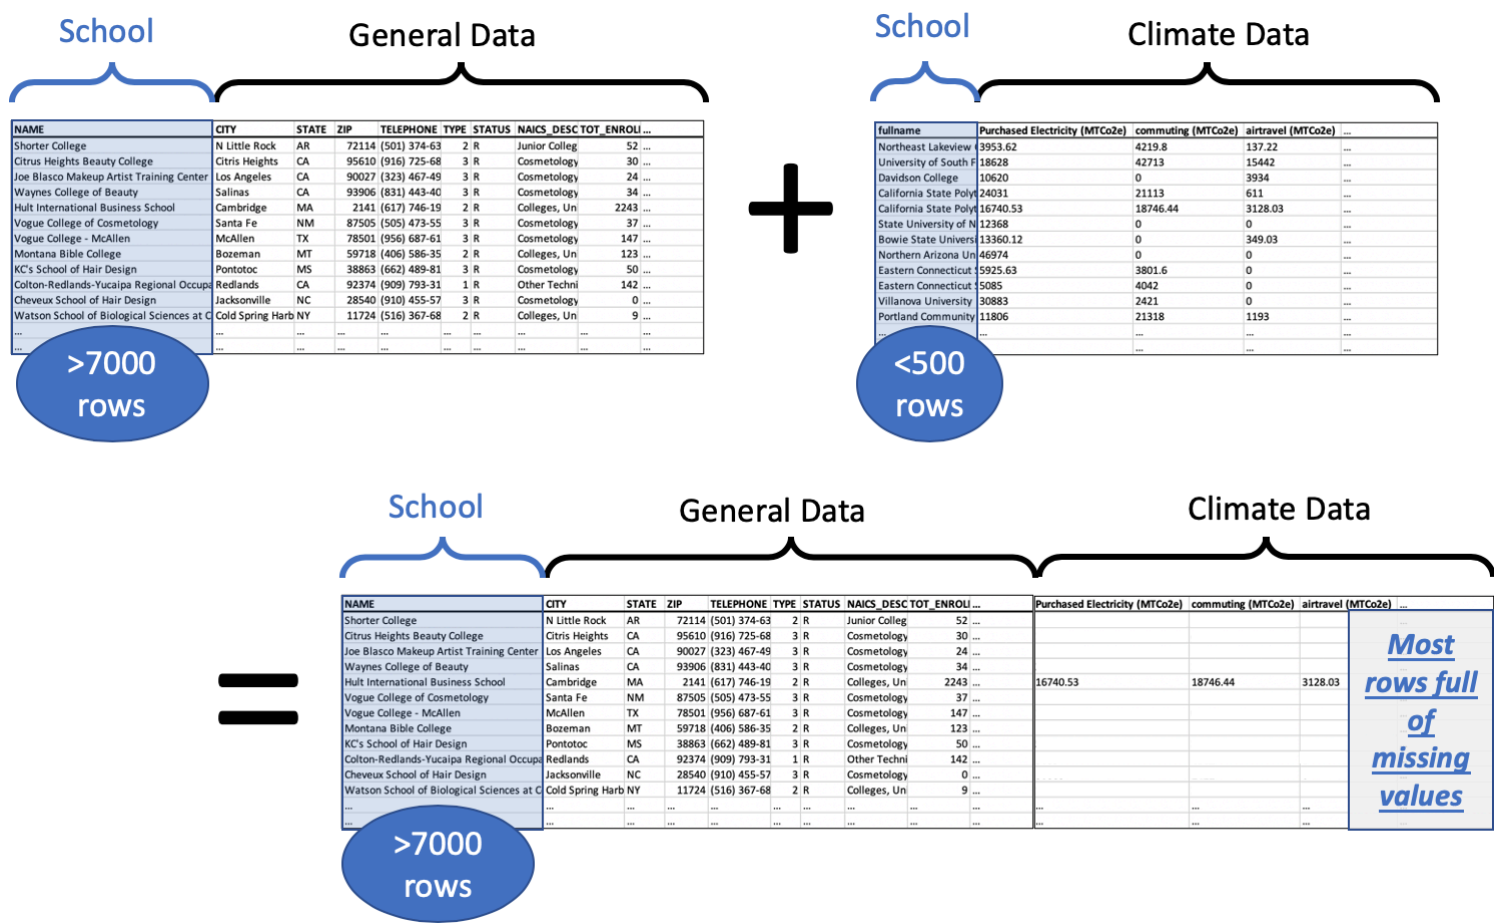 School
General Data
NAME CITY STATE ZIP TELEPHONE TYPE STATUS NAICS_DESC TOT_ENROLI ...
Shorter College N Little Rock AR 72114 (501) 374-63 2 R Junior Colleg 52 ...
Citrus Heights Beauty College Citris Heights CA 95610 (916) 725-68 3 R Cosmetology 30 ...
Joe Blasco Makeup Artist Training Center Los Angeles CA 90027 (323) 467-49 3 R Cosmetology 24 ...
Waynes College of Beauty Salinas CA 93906 (831) 443-40 3 R Cosmetology 34 ...
Hult International Business School Cambridge MA 2141 (617) 746-19 2 R Colleges, Un 2243 ...
Vogue College of Cosmetology Santa Fe NM 87505 (505) 473-55 3 R Cosmetology 37 ...
Vogue College - McAllen McAllen TX 78501 (956) 687-61 3 R Cosmetology 147 ...
Montana Bible College Bozeman MT 59718 (406) 586-35 2 R Colleges, Un 123 ...
KC's School of Hair Design Pontotoc MS 38863 (662) 489-81 3 R Cosmetology 50 ...
Colton-Redlands-Yucaipa Regional Occupa Redlands CA 92374 (909) 793-31 1 R Other Techni 142 ...
Cheveux School of Hair Design Jacksonville NC 28540 (910) 455-57 3 R Cosmetology 0 ...
Watson School of Biological Sciences at C Cold Spring Harb NY 11724 (516) 367-68 2 R Colleges, Un 9 ...
... ... ... ... ... ... ... ... ... ...
... ... ... ... ... ... ... ... ... ...
>7000
rows
+
School
Climate Data
fullname Purchased Electricity (MTCo2e) commuting (MTCo2e) airtravel (MTCo2e) ...
Northeast Lakeview 3953.62 4219.8 137.22 ...
University of South F 18628 42713 15442 ...
Davidson College 10620 0 3934 ...
California State Polyt 24031 21113 611 ...
California State Polyt 16740.53 18746.44 3128.03 ...
State University of N 12368 0 0 ...
Bowie State Universi 13360.12 0 349.03 ...
Northern Arizona Un 46974 0 0 ...
Eastern Connecticut 5925.63 3801.6 0 ...
Eastern Connecticut 5085 4042 0 ...
Villanova University 30883 2421 0 ...
Portland Community 11806 21318 1193 ...
... ... ... ... ...
... ... ... ...
<500
rows
=
School
General Data
Climate Data
NAME CITY STATE ZIP TELEPHONE TYPE STATUS NAICS_DESC TOT_ENROLI ... Purchased Electricity (MTCo2e) commuting (MTCo2e) airtravel (MTCo2e) ...
Shorter College N Little Rock AR 72114 (501) 374-63 2 R Junior Colleg 52 ...
Citrus Heights Beauty College Citris Heights CA 95610 (916) 725-68 3 R Cosmetology 30 ...
Joe Blasco Makeup Artist Training Center Los Angeles CA 90027 (323) 467-49 3 R Cosmetology 24 ...
Waynes College of Beauty Salinas CA 93906 (831) 443-40 3 R Cosmetology 34 ...
Hult International Business School Cambridge MA 2141 (617) 746-19 2 R Colleges, Un 2243 ... 16740.53 18746.44 3128.03
Vogue College of Cosmetology Santa Fe NM 87505 (505) 473-55 3 R Cosmetology 37 ...
Vogue College - McAllen McAllen TX 78501 (956) 687-61 3 R Cosmetology 147 ...
Montana Bible College Bozeman MT 59718 (406) 586-35 2 R Colleges, Un 123 ...
KC's School of Hair Design Pontotoc MS 38863 (662) 489-81 3 R Cosmetology 50 ...
Colton-Redlands-Yucaipa Regional Occupa Redlands CA 92374 (909) 793-31 1 R Other Techni 142 ...
Cheveux School of Hair Design Jacksonville NC 28540 (910) 455-57 3 R Cosmetology 0 ...
Watson School of Biological Sciences at C Cold Spring Harb NY 11724 (516) 367-68 2 R Colleges, Un 9 ...
... ... ... ... ... ... ... ... ... ... ... ... ...
... ... ... ... ... ... ... ... ... ... ... ... ...
Most
rows full
of
missing
values
>7000
rows